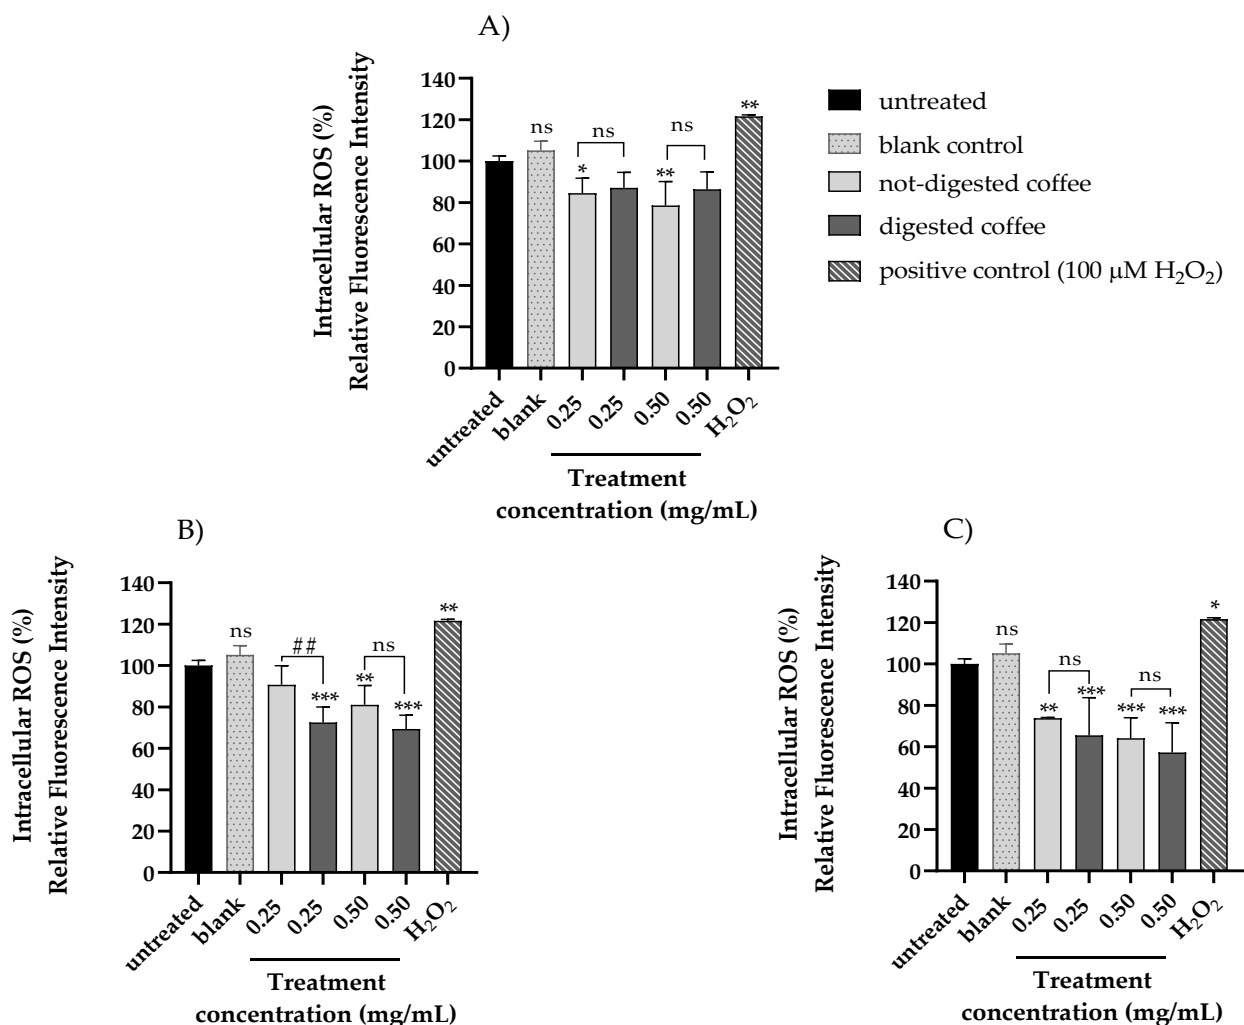 A)
Intracellular ROS (%)
Relative Fluorescence Intensity
140
120
100
80
60
40
20
0
ns
*
ns
**
ns
**
untreated
blank
0.25
0.25
0.50
0.50
H₂O₂
Treatment
concentration (mg/mL)
untreated
blank control
not-digested coffee
digested coffee
positive control (100 μM H₂O₂)
B)
Intracellular ROS (%)
Relative Fluorescence Intensity
140
120
100
80
60
40
20
0
ns
##
***
**
ns
***
**
untreated
blank
0.25
0.25
0.50
0.50
H₂O₂
Treatment
concentration (mg/mL)
C)
Intracellular ROS (%)
Relative Fluorescence Intensity
140
120
100
80
60
40
20
0
ns
**
ns
***
***
ns
***
*
untreated
blank
0.25
0.25
0.50
0.50
H₂O₂
Treatment
concentration (mg/mL)